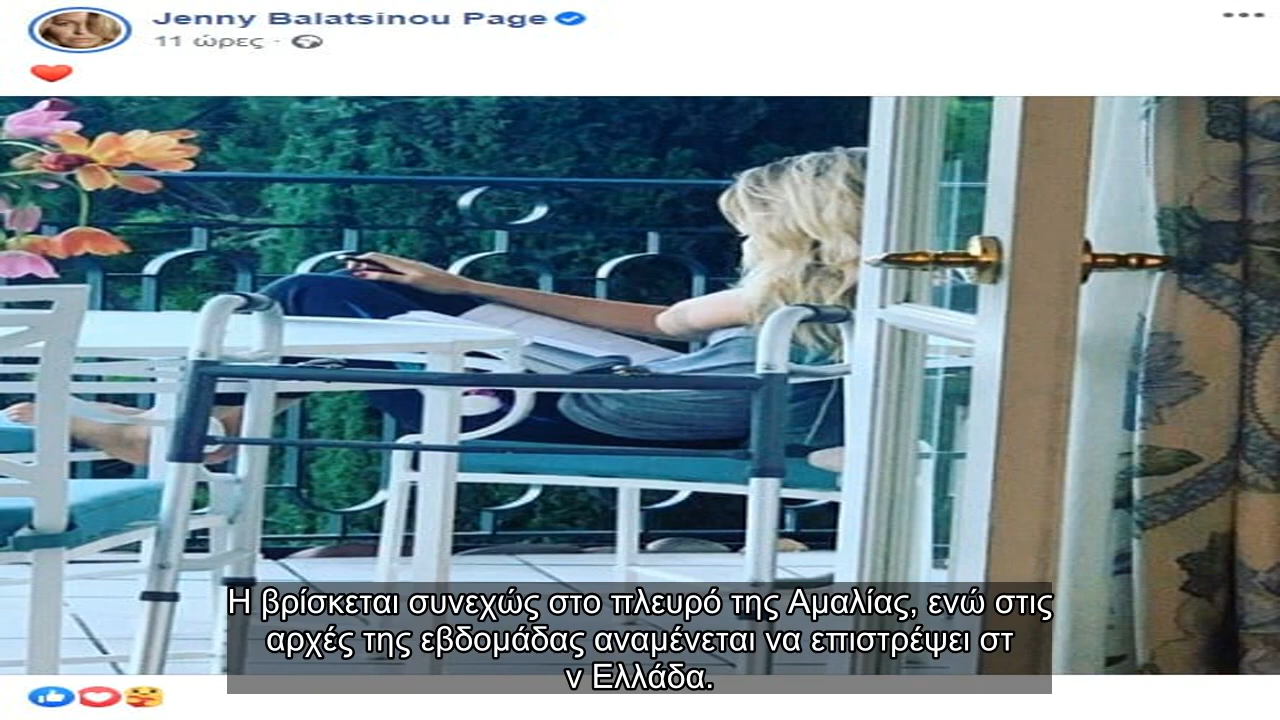 Jenny Balatsinou Page
11 ώρες ·
Η βρίσκεται συνεχώς στο πλευρό της Αμαλίας, ενώ στις
αρχές της εβδομάδας αναμένεται να επιστρέψει στ
ν Ελλάδα.